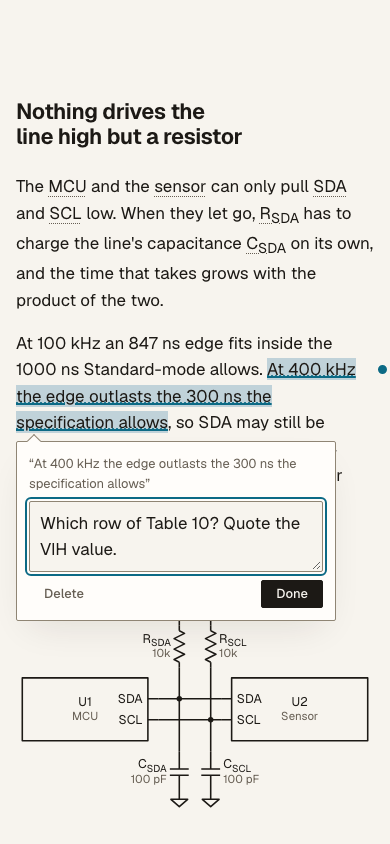 Nothing drives the
line high but a resistor
The MCU and the sensor can only pull SDA
and SCL low. When they let go, RSDA has to
charge the line's capacitance CSDA on its own,
and the time that takes grows with the
product of the two.
At 100 kHz an 847 ns edge fits inside the
1000 ns Standard-mode allows. At 400 kHz
the edge outlasts the 300 ns the
specification allows, so SDA may still be
“At 400 kHz the edge outlasts the 300 ns the
specification allows”
Which row of Table 10? Quote the
VIH value.
Delete
Done
RSDA
10k
RSCL
10k
U1
MCU
SDA
SCL
SDA
SCL
U2
Sensor
CSDA
100 pF
CSCL
100 pF